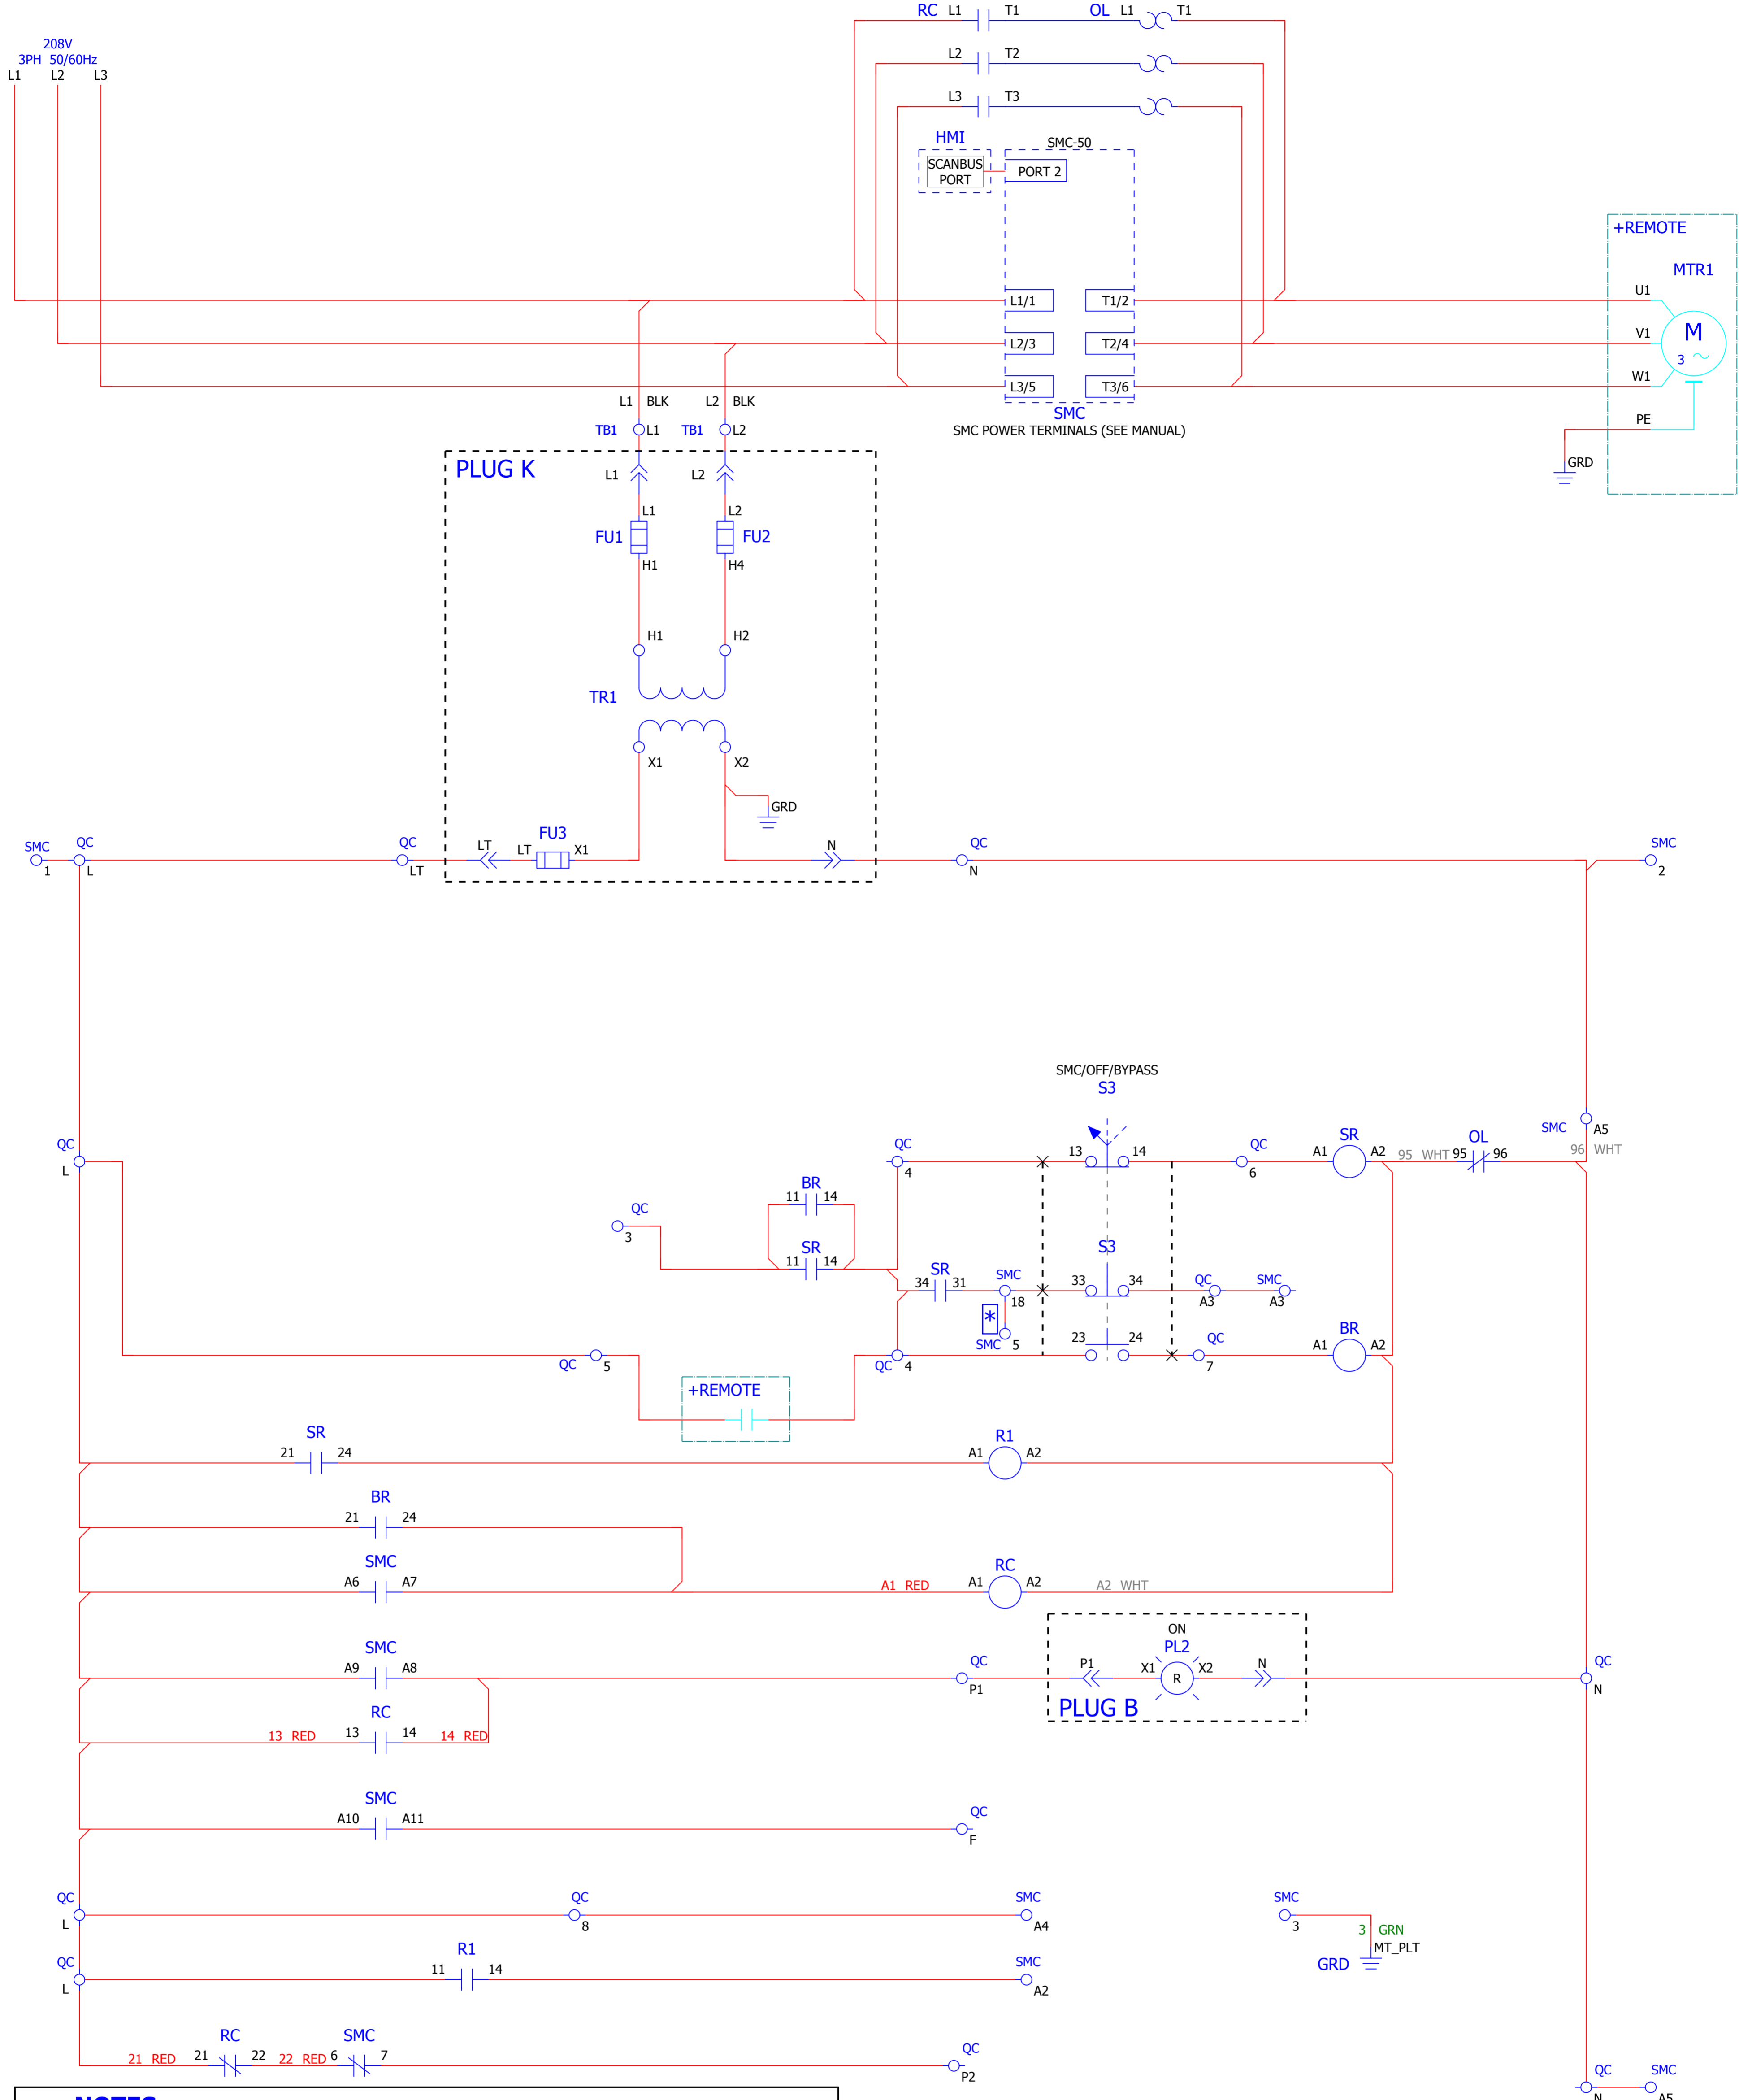 RC L1 T1 OL L1 T1
208V
3PH 50/60Hz
L1 L2 L3
L2 T2
L3 T3
HMI
SMC-50
SCANBUS
PORT
PORT 2
+REMOTE
MTR1
L1/1 T1/2 U1
L2/3 T2/4 V1 M
3
L3/5 T3/6 W1
L1 BLK L2 BLK
SMC
PE
TB1 L1 TB1 L2
SMC POWER TERMINALS (SEE MANUAL)
PLUG K
GRD
L1 L2
L1 L2
FU1 FU2
H1 H4
H1 H2
TR1
X1 X2
GRD
FU3
SMC QC QC LT LT X1 N QC SMC
1 L LT N 2
SMC/OFF/BYPASS
S3
SMC A5
QC QC 13 14 QC SR OL
L 4 6 A1 A2 95 WHT 95 96 96 WHT
BR
11 14
QC
3
SR
11 14
S3
SR
34 31 SMC 33 34 QC SMC
18 A3 A3
*
SMC 5 23 24 QC BR
A1 A2
QC 5 QC 4 7
+REMOTE
SR
21 24
R1
A1 A2
BR
21 24
SMC
A6 A7
RC
A1 RED A1 A2 A2 WHT
ON
SMC
A9 A8
QC
P1
P1 X1 PL2 X2 N
R
QC
N
PLUG B
RC
13 RED 13 14 14 RED
SMC
A10 A11
QC
F
QC QC SMC SMC
L 8 A4 3
3 GRN
MT_PLT
GRD
QC R1 SMC
L 11 14 A2
RC SMC
21 RED 21 22 22 RED 6 7
QC
P2
QC SMC
N A5
NOTES